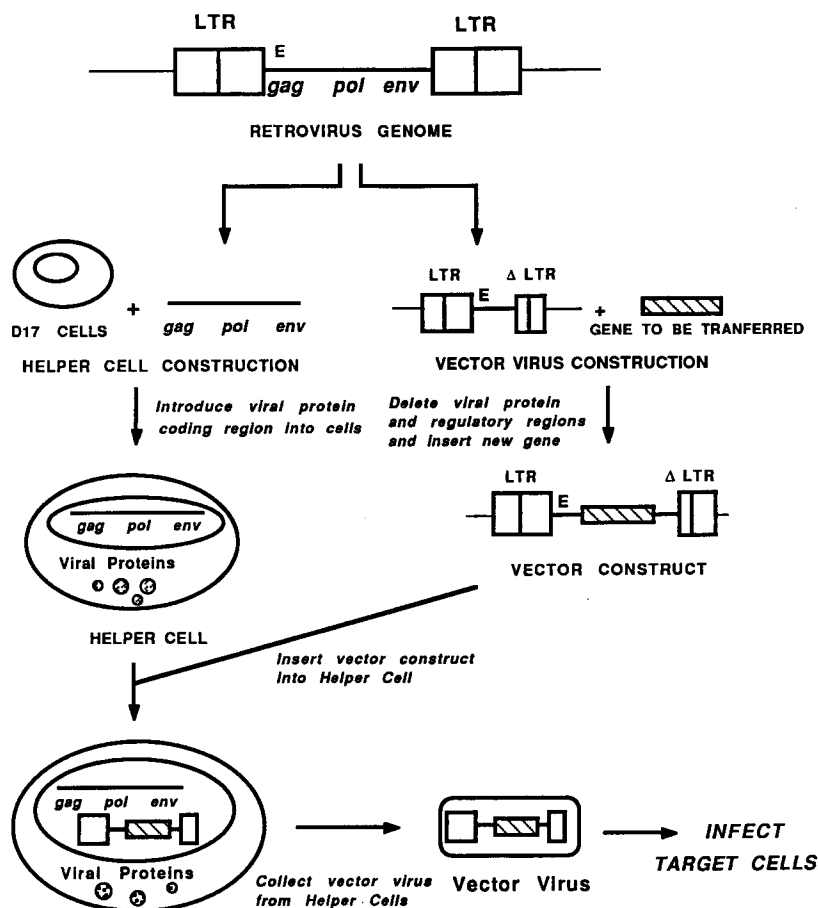 LTR LTR
E
gag pol env
RETROVIRUS GENOME
LTR Δ LTR
E
D17 CELLS
+
gag pol env
+
GENE TO BE TRANFERRED
HELPER CELL CONSTRUCTION
VECTOR VIRUS CONSTRUCTION
Introduce viral protein
coding region into cells
Delete viral protein
and regulatory regions
and insert new gene
LTR Δ LTR
E
gag pol env
Viral Proteins
VECTOR CONSTRUCT
HELPER CELL
Insert vector construct
into Helper Cell
gag pol env
Viral Proteins
Collect vector virus
from Helper Cells
Vector Virus
INFECT
TARGET CELLS